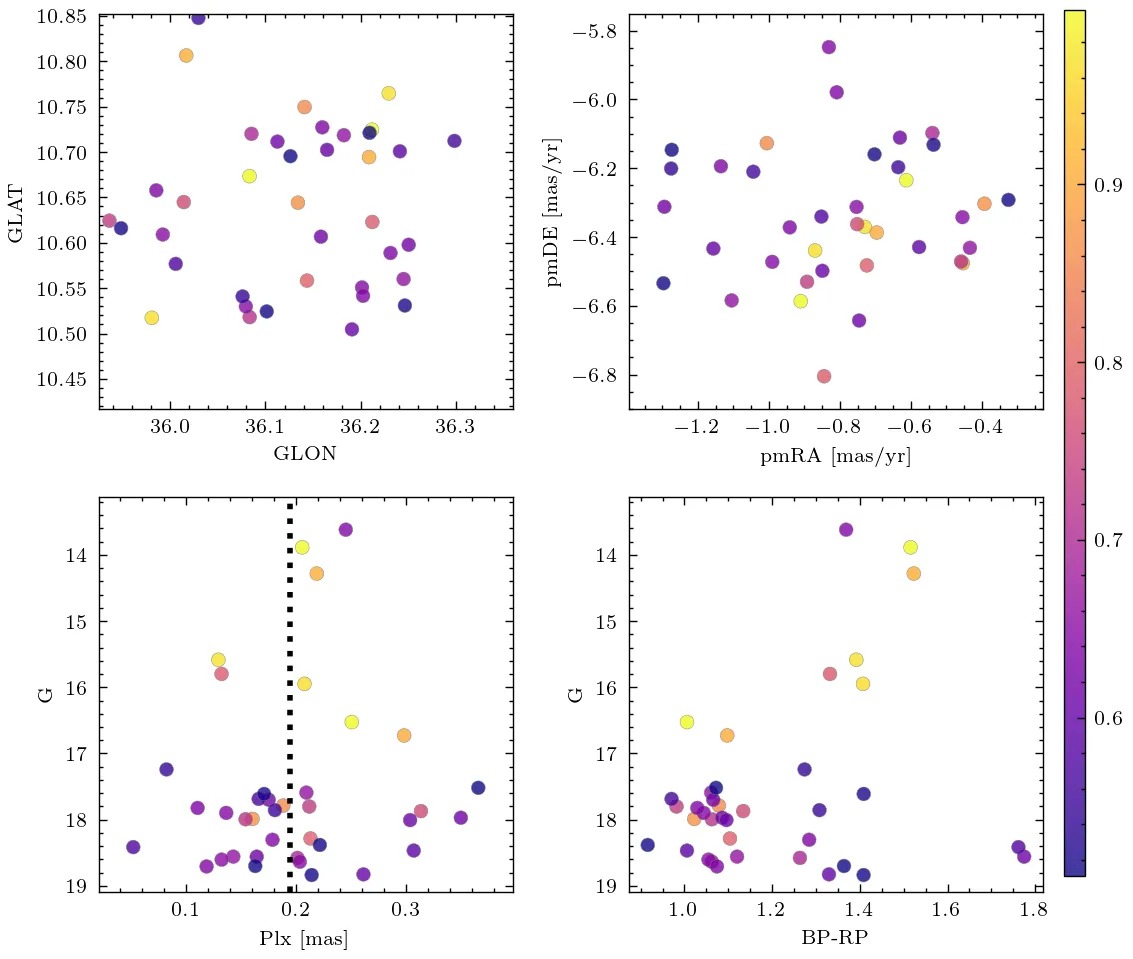 10.85
10.80
10.75
10.70
10.65
10.60
10.55
10.50
10.45
GLAT
36.0 36.1 36.2 36.3
GLON
−5.8
−6.0
−6.2
−6.4
−6.6
−6.8
pmDE [mas/yr]
−1.2 −1.0 −0.8 −0.6 −0.4
pmRA [mas/yr]
14
15
16
17
18
19
G
0.1 0.2 0.3
Plx [mas]
14
15
16
17
18
19
G
1.0 1.2 1.4 1.6 1.8
BP-RP
0.9
0.8
0.7
0.6